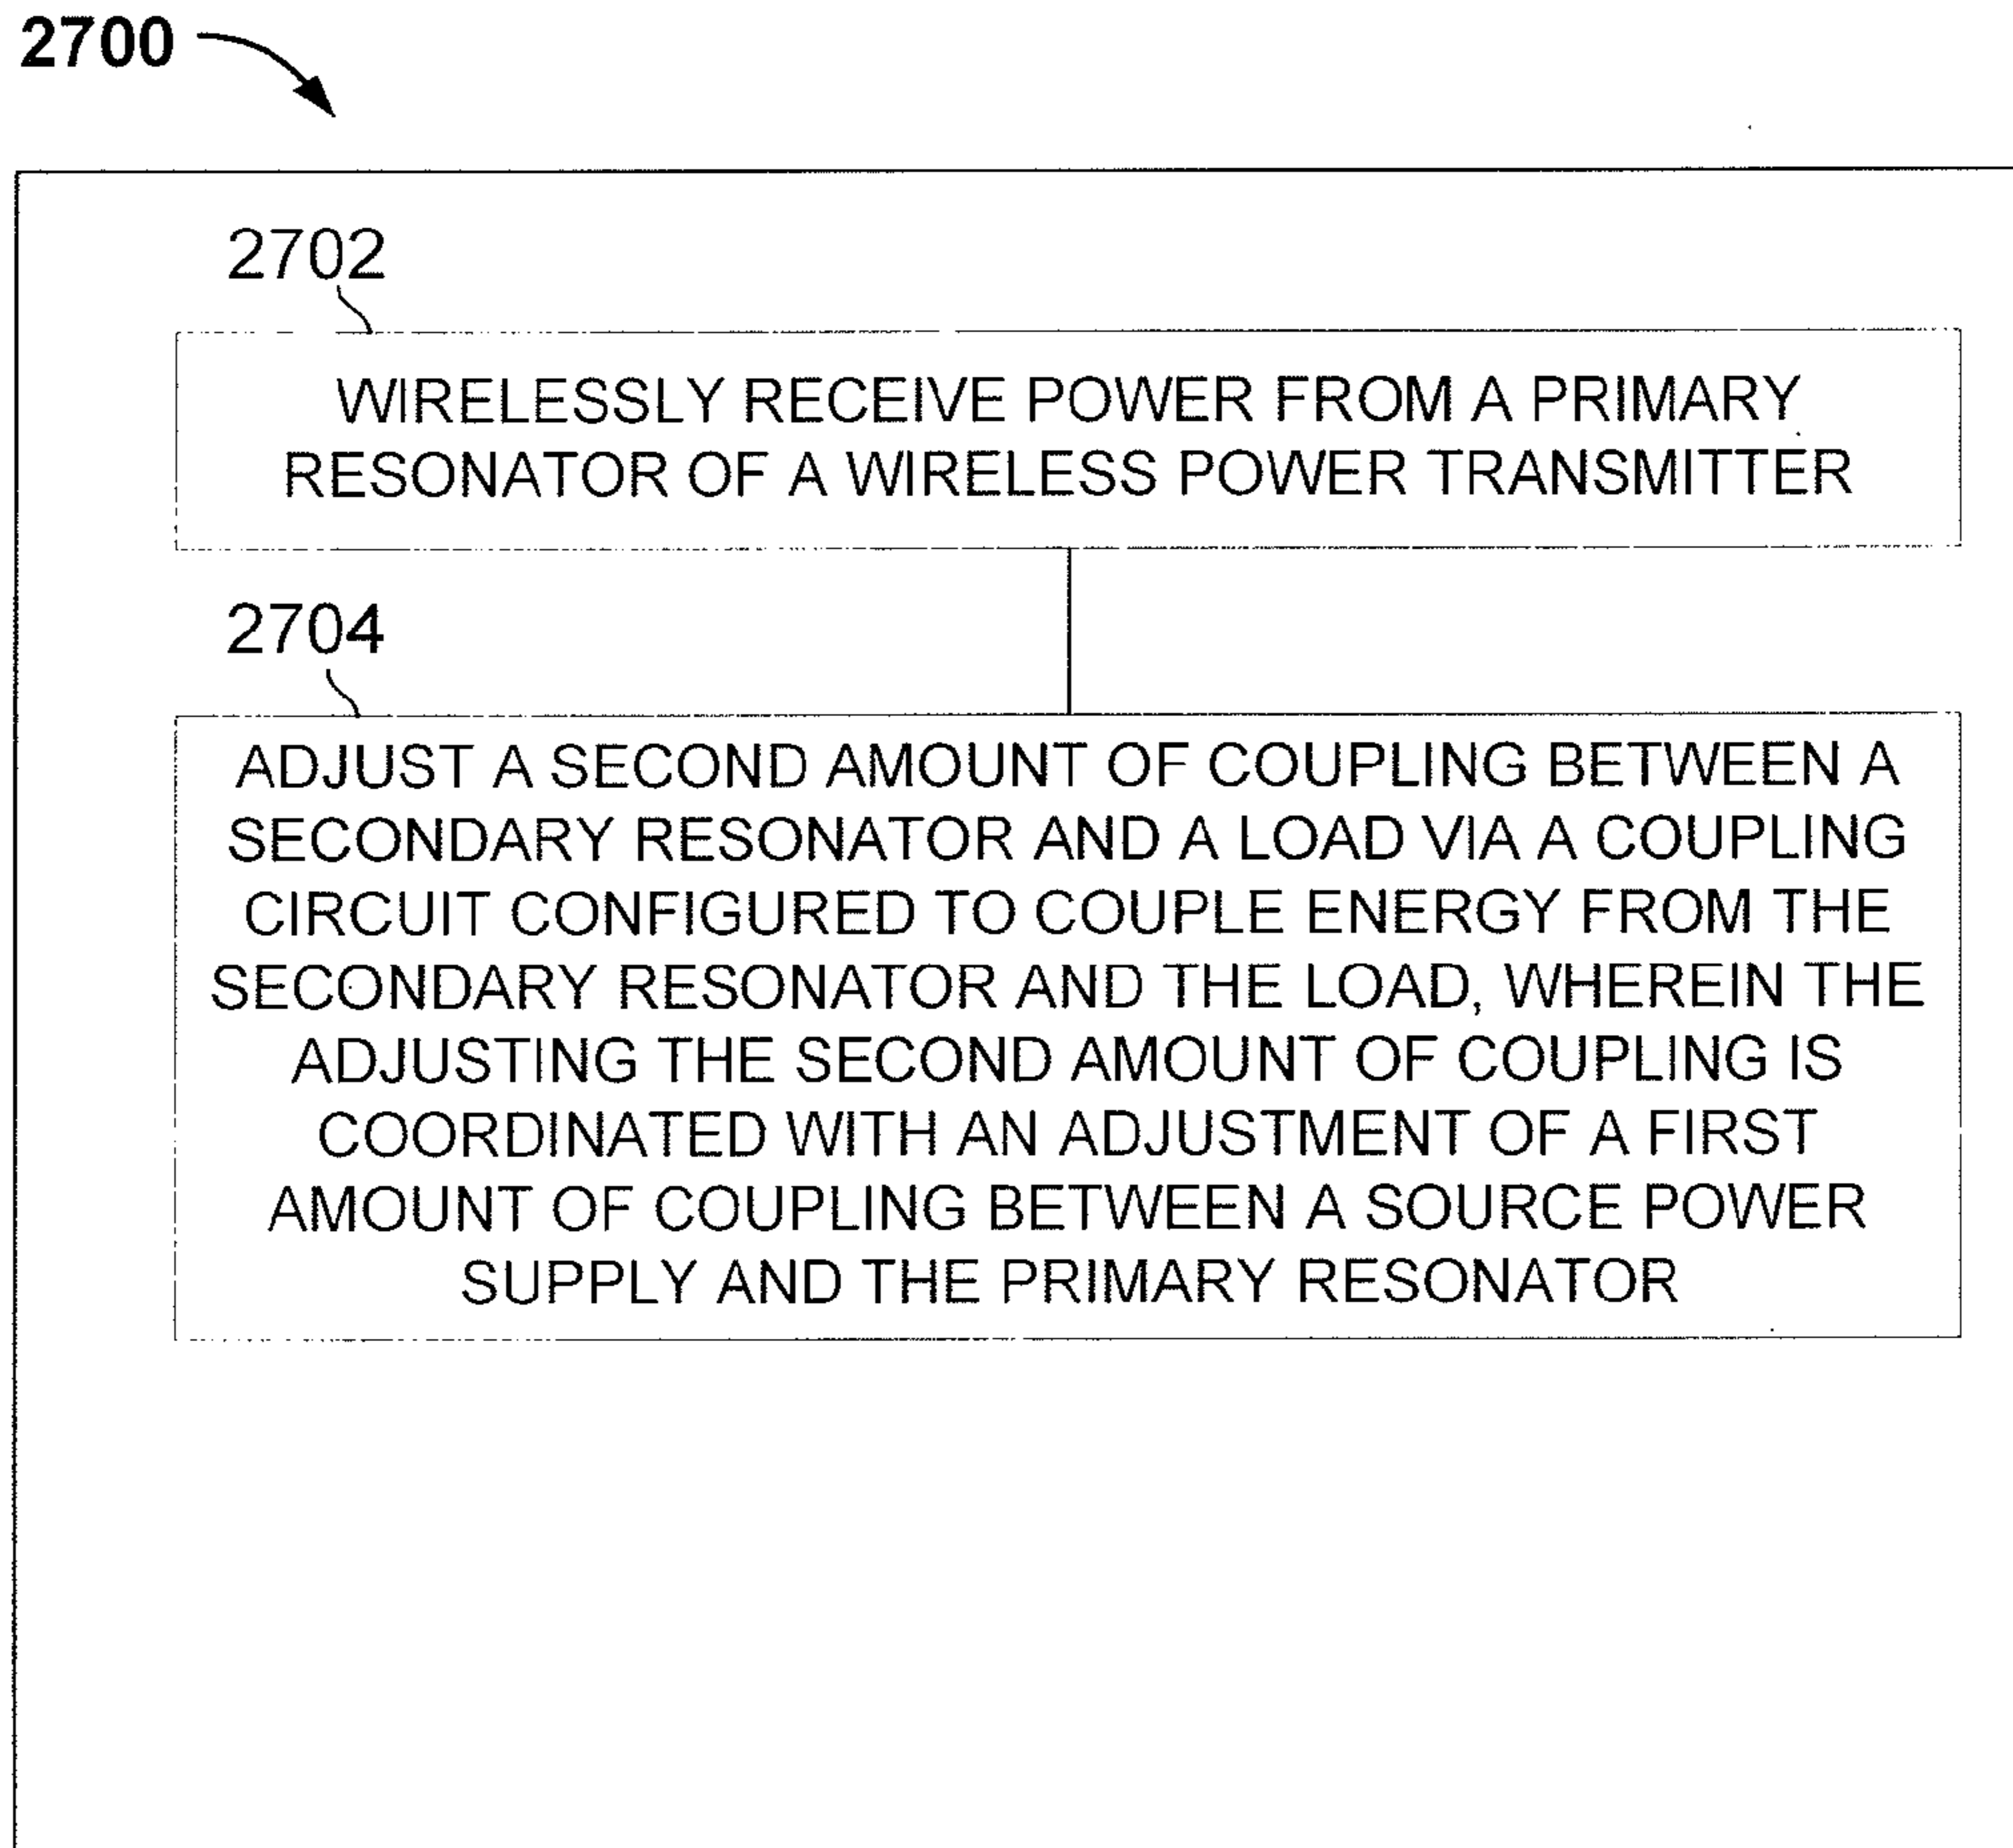 2700
2702
WIRELESSLY RECEIVE POWER FROM A PRIMARY
RESONATOR OF A WIRELESS POWER TRANSMITTER
2704
ADJUST A SECOND AMOUNT OF COUPLING BETWEEN A
SECONDARY RESONATOR AND A LOAD VIA A COUPLING
CIRCUIT CONFIGURED TO COUPLE ENERGY FROM THE
SECONDARY RESONATOR AND THE LOAD, WHEREIN THE
ADJUSTING THE SECOND AMOUNT OF COUPLING IS
COORDINATED WITH AN ADJUSTMENT OF A FIRST
AMOUNT OF COUPLING BETWEEN A SOURCE POWER
SUPPLY AND THE PRIMARY RESONATOR